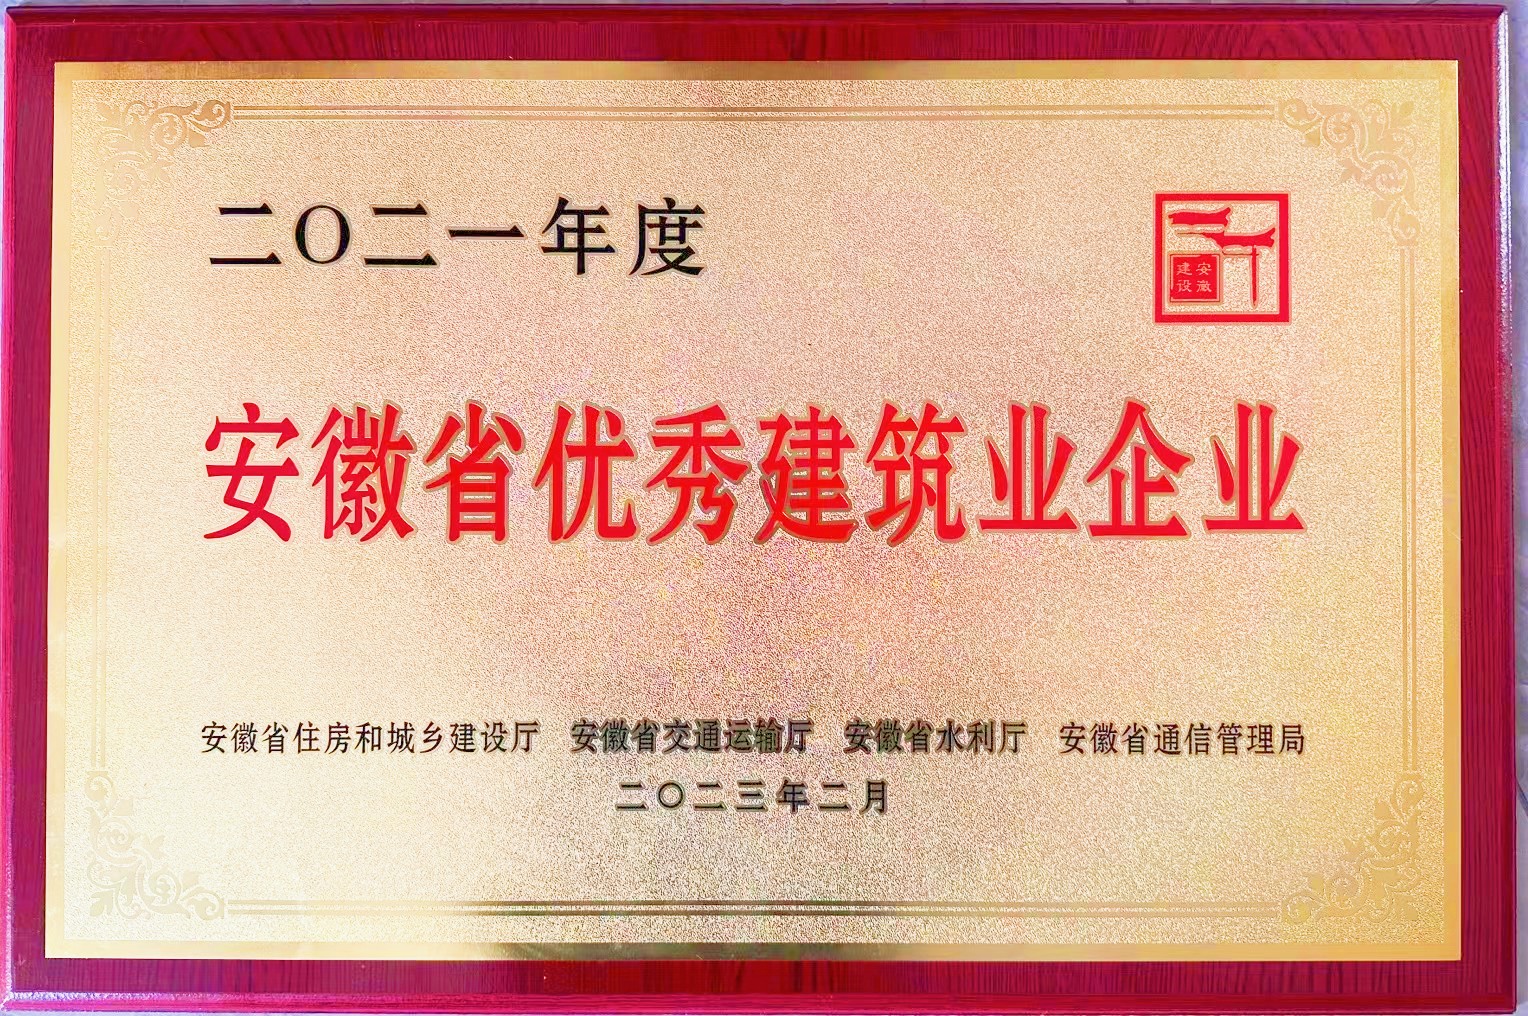 二〇二一年度
安徽建设
安徽省优秀建筑业企业
安徽省住房和城乡建设厅 安徽省交通运输厅 安徽省水利厅 安徽省通信管理局
二〇二三年二月